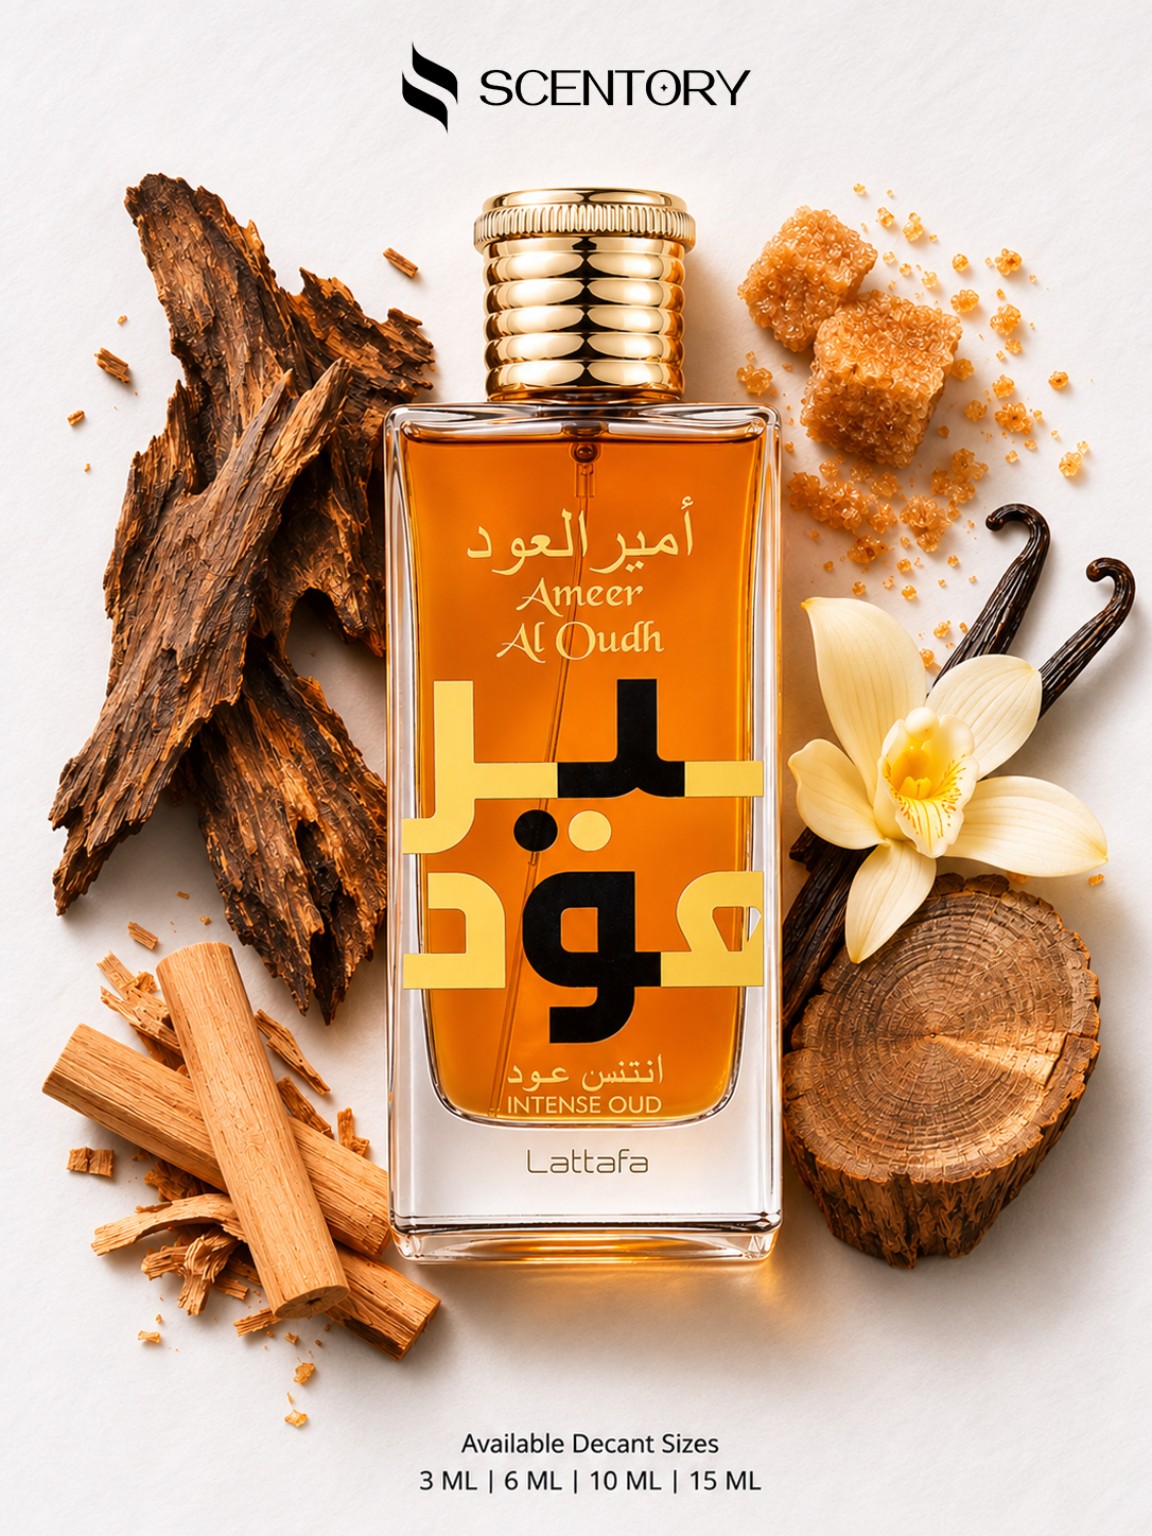 SCENTORY
أمير العود
Ameer
Al Oudh
ير
عود
انتنس عود
INTENSE OUD
Lattafa
Available Decant Sizes
3 ML | 6 ML | 10 ML | 15 ML